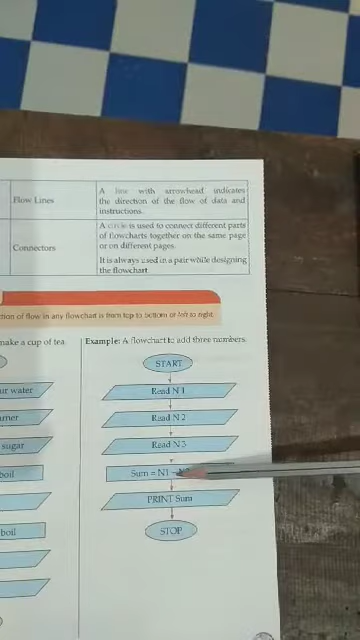 Flow Lines
A line with arrowhead indicates
the direction of the flow of data and
instructions.
Connectors
A circle is used to connect different parts
of flowcharts together on the same page
or on different pages.
It is always used in a pair while designing
the flowchart.
ction of flow in any flowchart is from top to bottom or left to right.
make a cup of tea
ur water
rner
sugar
boil
boil
Example: A flowchart to add three numbers.
START
Read N1
Read N2
Read N3
Sum = N1
PRINT Sum
STOP